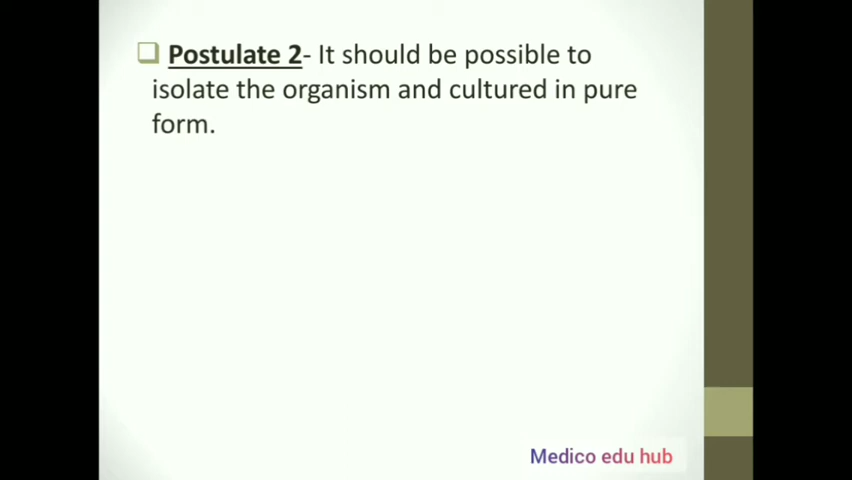 Postulate 2- It should be possible to
isolate the organism and cultured in pure
form.
Medico edu hub